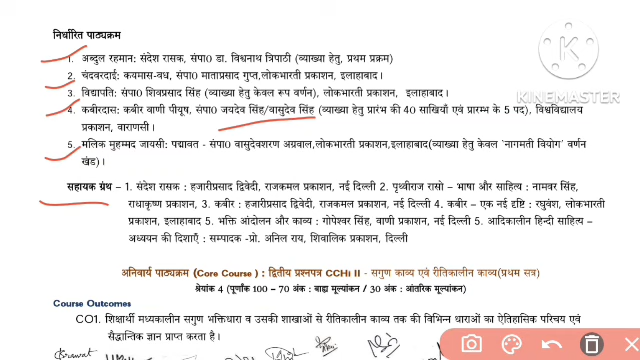 निर्धारित पाठ्यक्रम
1. अब्दुल रहमान: संदेश रासक, संपा0 डा. विश्वनाथ त्रिपाठी (व्याख्या हेतु, प्रथम प्रक्रम)
2. चंदवरदाई: कयमास-वध, संपा0 माताप्रसाद गुप्त,लोकभारती प्रकाशन, इलाहाबाद।
3. विद्यापति: संपा0 शिवप्रसाद सिंह (व्याख्या हेतु केवल रूप वर्णन), लोकभारती प्रकाशन, इलाहाबाद।
4. कबीरदास: कबीर वाणी पीयूष, संपा0 जयदेव सिंह/वासुदेव सिंह (व्याख्या हेतु प्रारंभ की 40 साखियाँ एवं प्रारम्भ के 5 पद), विश्वविद्यालय
प्रकाशन, वाराणसी।
5. मलिक मुहम्मद जायसी: पद्मावत - संपा0 वासुदेवशरण अग्रवाल,लोकभारती प्रकाशन,इलाहाबाद(व्याख्या हेतु केवल 'नागमती वियोग' वर्णन
खंड)।
सहायक ग्रंथ – 1. संदेश रासक : हजारीप्रसाद द्विवेदी, राजकमल प्रकाशन, नई दिल्ली 2. पृथ्वीराज रासो – भाषा और साहित्य : नामवर सिंह,
राधाकृष्ण प्रकाशन, 3. कबीर : हजारीप्रसाद द्विवेदी, राजकमल प्रकाशन, नई दिल्ली 4. कबीर – एक नई दृष्टि : रघुवंश, लोकभारती
प्रकाशन, इलाहाबाद 5. भक्ति आंदोलन और काव्य : गोपेश्वर सिंह, वाणी प्रकाशन, नई दिल्ली 5. आदिकालीन हिन्दी साहित्य –
अध्ययन की दिशाएँ : सम्पादक -प्रो. अनिल राय, शिवालिक प्रकाशन, दिल्ली
अनिवार्य पाठ्यक्रम (Core Course) : द्वितीय प्रश्नपत्र CCHI II - सगुण काव्य एवं रीतिकालीन काव्य(प्रथम सत्र)
श्रेयांक 4 (पूर्णांक 100 – 70 अंक : बाह्य मूल्यांकन / 30 अंक : आंतरिक मूल्यांकन)
Course Outcomes
CO1. शिक्षार्थी मध्यकालीन सगुण भक्तिधारा व उसकी शाखाओं से रीतिकालीन काव्य तक की विभिन्न धाराओं का ऐतिहासिक परिचय एवं
सैद्धान्तिक ज्ञान प्राप्त करता है।
KINEMASTER